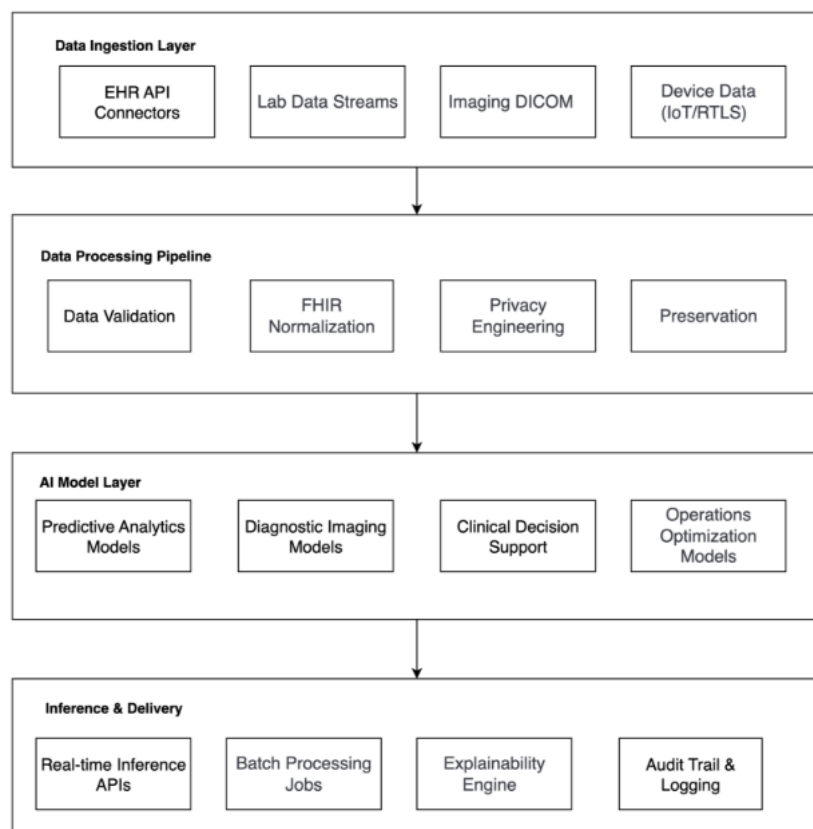 Data Ingestion Layer
EHR API
Connectors
Lab Data Streams
Imaging DICOM
Device Data
(IoT/RTLS)
Data Processing Pipeline
Data Validation
FHIR
Normalization
Privacy
Engineering
Preservation
AI Model Layer
Predictive Analytics
Models
Diagnostic Imaging
Models
Clinical Decision
Support
Operations
Optimization
Models
Inference & Delivery
Real-time Inference
APIs
Batch Processing
Jobs
Explainability
Engine
Audit Trail &
Logging